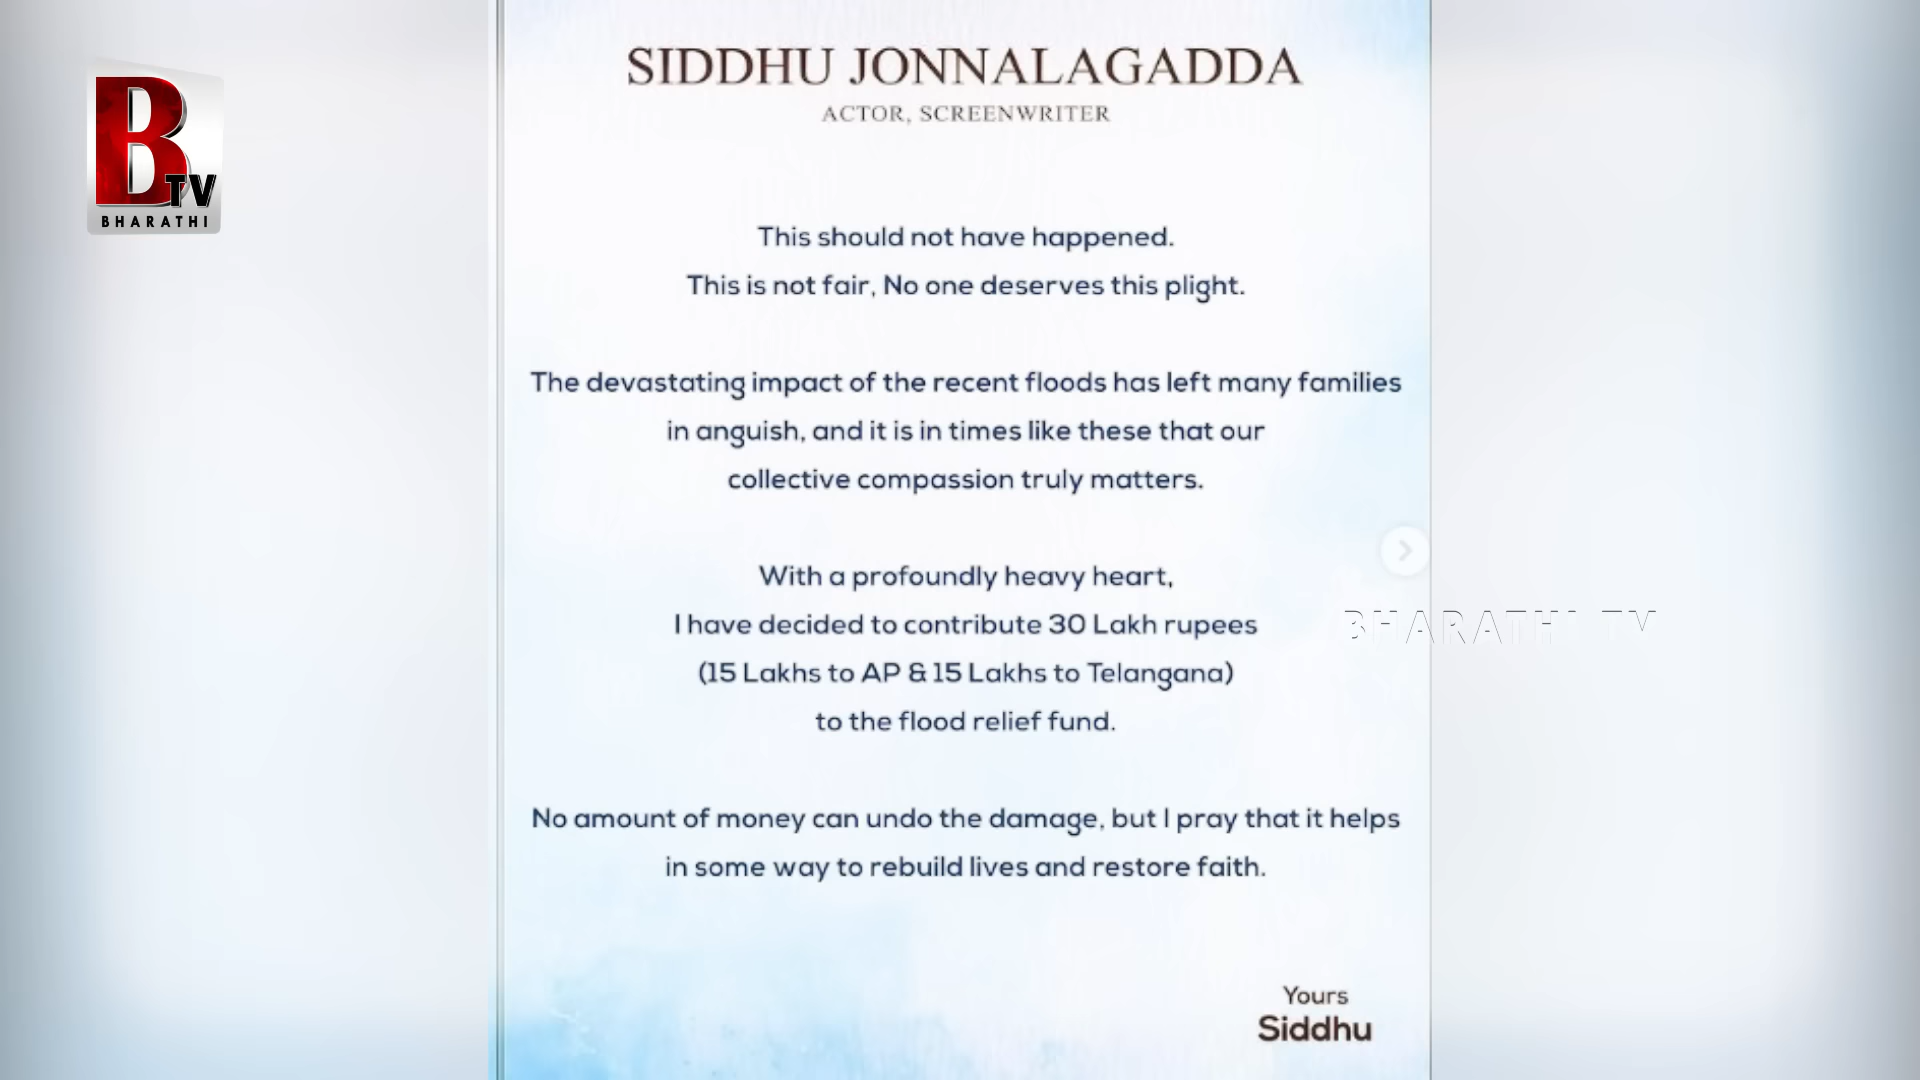 B
TV
BHARATHI
SIDDHU JONNALAGADDA
ACTOR, SCREENWRITER
This should not have happened.
This is not fair, No one deserves this plight.
The devastating impact of the recent floods has left many families
in anguish, and it is in times like these that our
collective compassion truly matters.
With a profoundly heavy heart,
I have decided to contribute 30 Lakh rupees
(15 Lakhs to AP & 15 Lakhs to Telangana)
to the flood relief fund.
BHARATHI TV
No amount of money can undo the damage, but I pray that it helps
in some way to rebuild lives and restore faith.
Yours
Siddhu